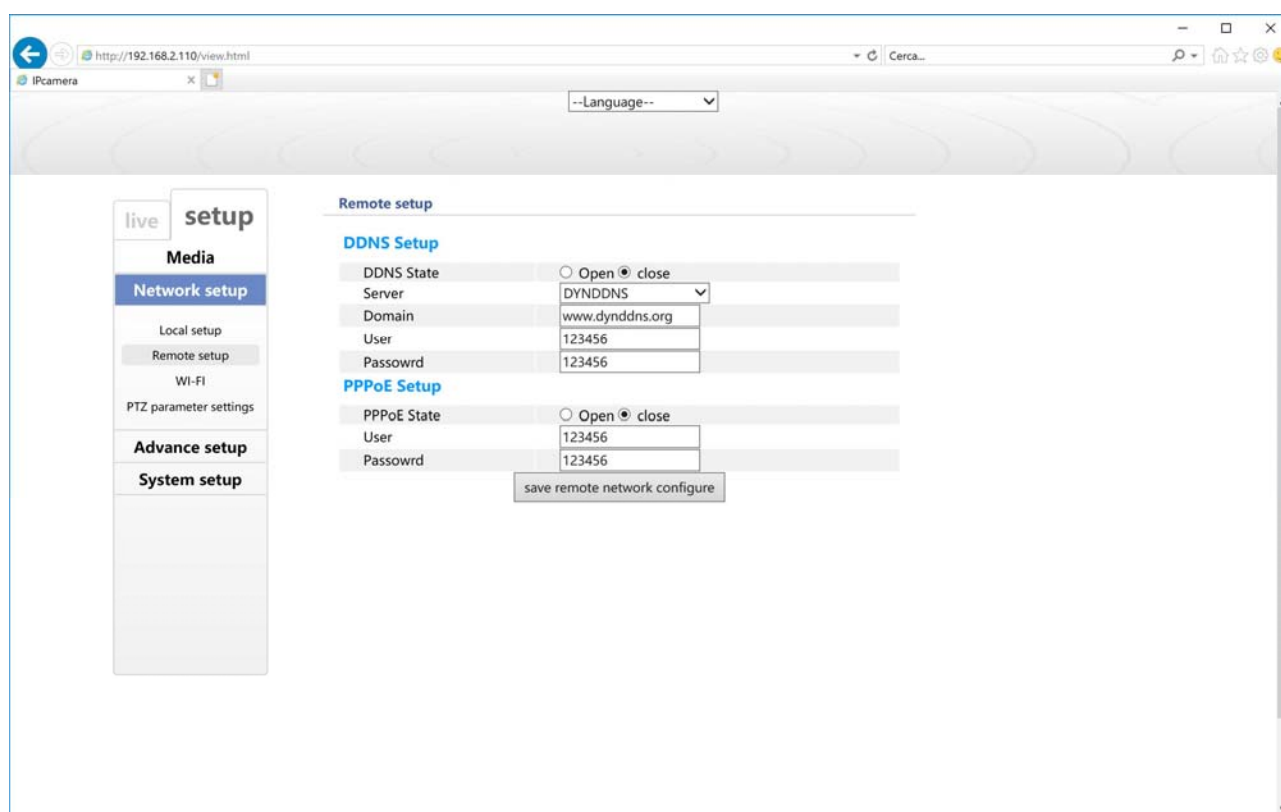 http://192.168.2.110/view.html
Cerca...
IPcamera
--Language--
live
setup
Media
Network setup
Local setup
Remote setup
WI-FI
PTZ parameter settings
Advance setup
System setup
Remote setup
DDNS Setup
DDNS State Open close
Server DYNDDNS
Domain www.dynddns.org
User 123456
Passowrd 123456
PPPoE Setup
PPPoE State Open close
User 123456
Passowrd 123456
save remote network configure